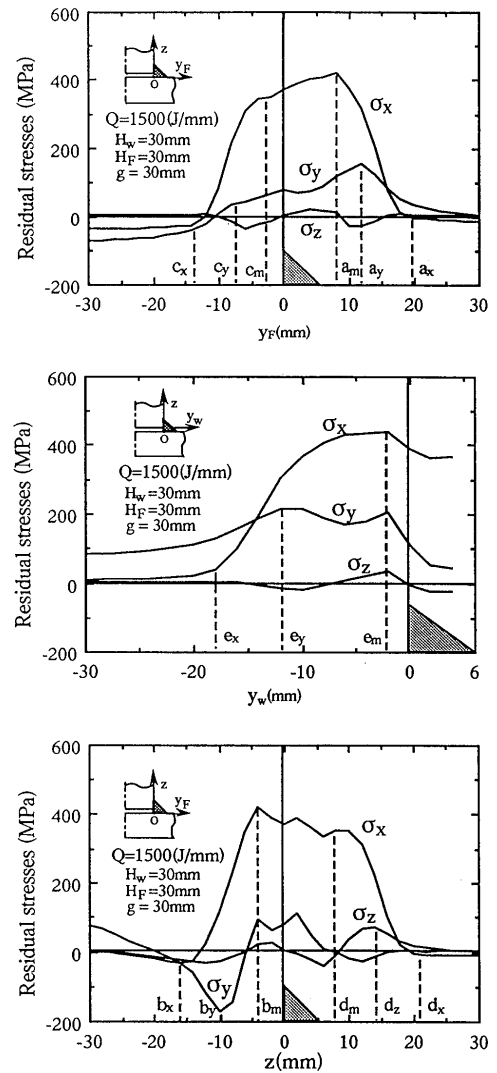 600
400
200
0
-200
Residual stresses (MPa)
z
y_F
O
Q=1500(J/mm)
H_w=30mm
H_F=30mm
g = 30mm
σ_x
σ_y
σ_z
c_x c_y c_m a_m a_y a_x
-30 -20 -10 0 10 20 30
y_F(mm)
600
400
200
0
-200
Residual stresses (MPa)
z
y_w
O
Q=1500(J/mm)
H_w=30mm
H_F=30mm
g = 30mm
σ_x
σ_y
σ_z
e_x e_y e_m
-30 -20 -10 0 6
y_w(mm)
600
400
200
0
-200
Residual stresses (MPa)
z
y_F
O
Q=1500(J/mm)
H_w=30mm
H_F=30mm
g = 30mm
σ_x
σ_z
σ_y
b_x b_y b_m d_m d_z d_x
-30 -20 -10 0 10 20 30
z(mm)